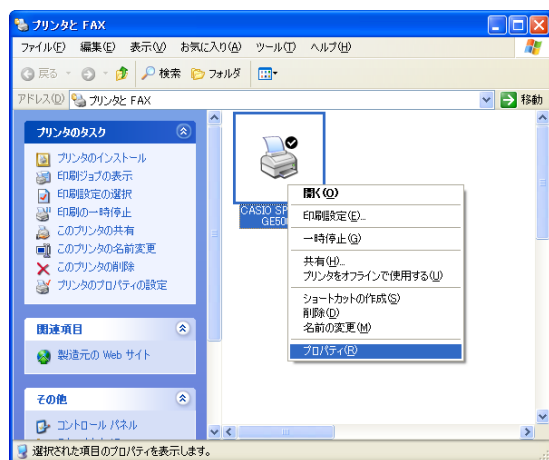 プリンタと FAX
ファイル(F) 編集(E) 表示(V) お気に入り(A) ツール(T) ヘルプ(H)
戻る 検索 フォルダ
アドレス(D) プリンタと FAX 移動
プリンタのタスク
プリンタのインストール
印刷ジョブの表示
印刷設定の選択
印刷の一時停止
このプリンタの共有
このプリンタの名前変更
このプリンタの削除
プリンタのプロパティの設定
関連項目
製造元の Web サイト
その他
コントロール パネル
CASIO SP
開く(O)
印刷設定(E)...
一時停止(G)
共有(H)...
プリンタをオフラインで使用する(U)
ショートカットの作成(S)
削除(D)
名前の変更(M)
プロパティ(R)
選択された項目のプロパティを表示します。